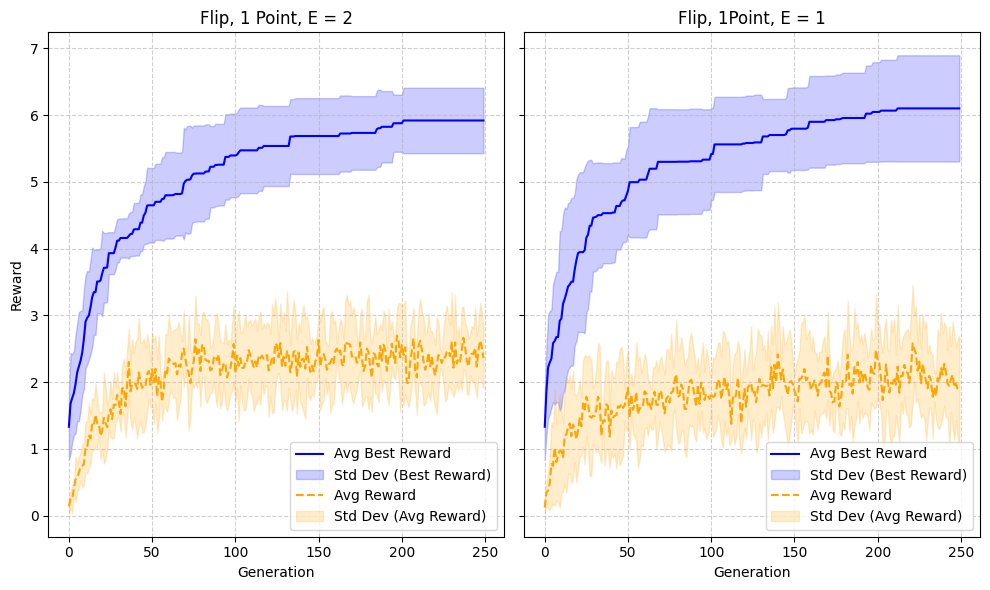 Flip, 1 Point, E = 2
Reward
7
6
5
4
3
2
1
0
Avg Best Reward
Std Dev (Best Reward)
Avg Reward
Std Dev (Avg Reward)
0 50 100 150 200 250
Generation
Flip, 1Point, E = 1
Avg Best Reward
Std Dev (Best Reward)
Avg Reward
Std Dev (Avg Reward)
0 50 100 150 200 250
Generation